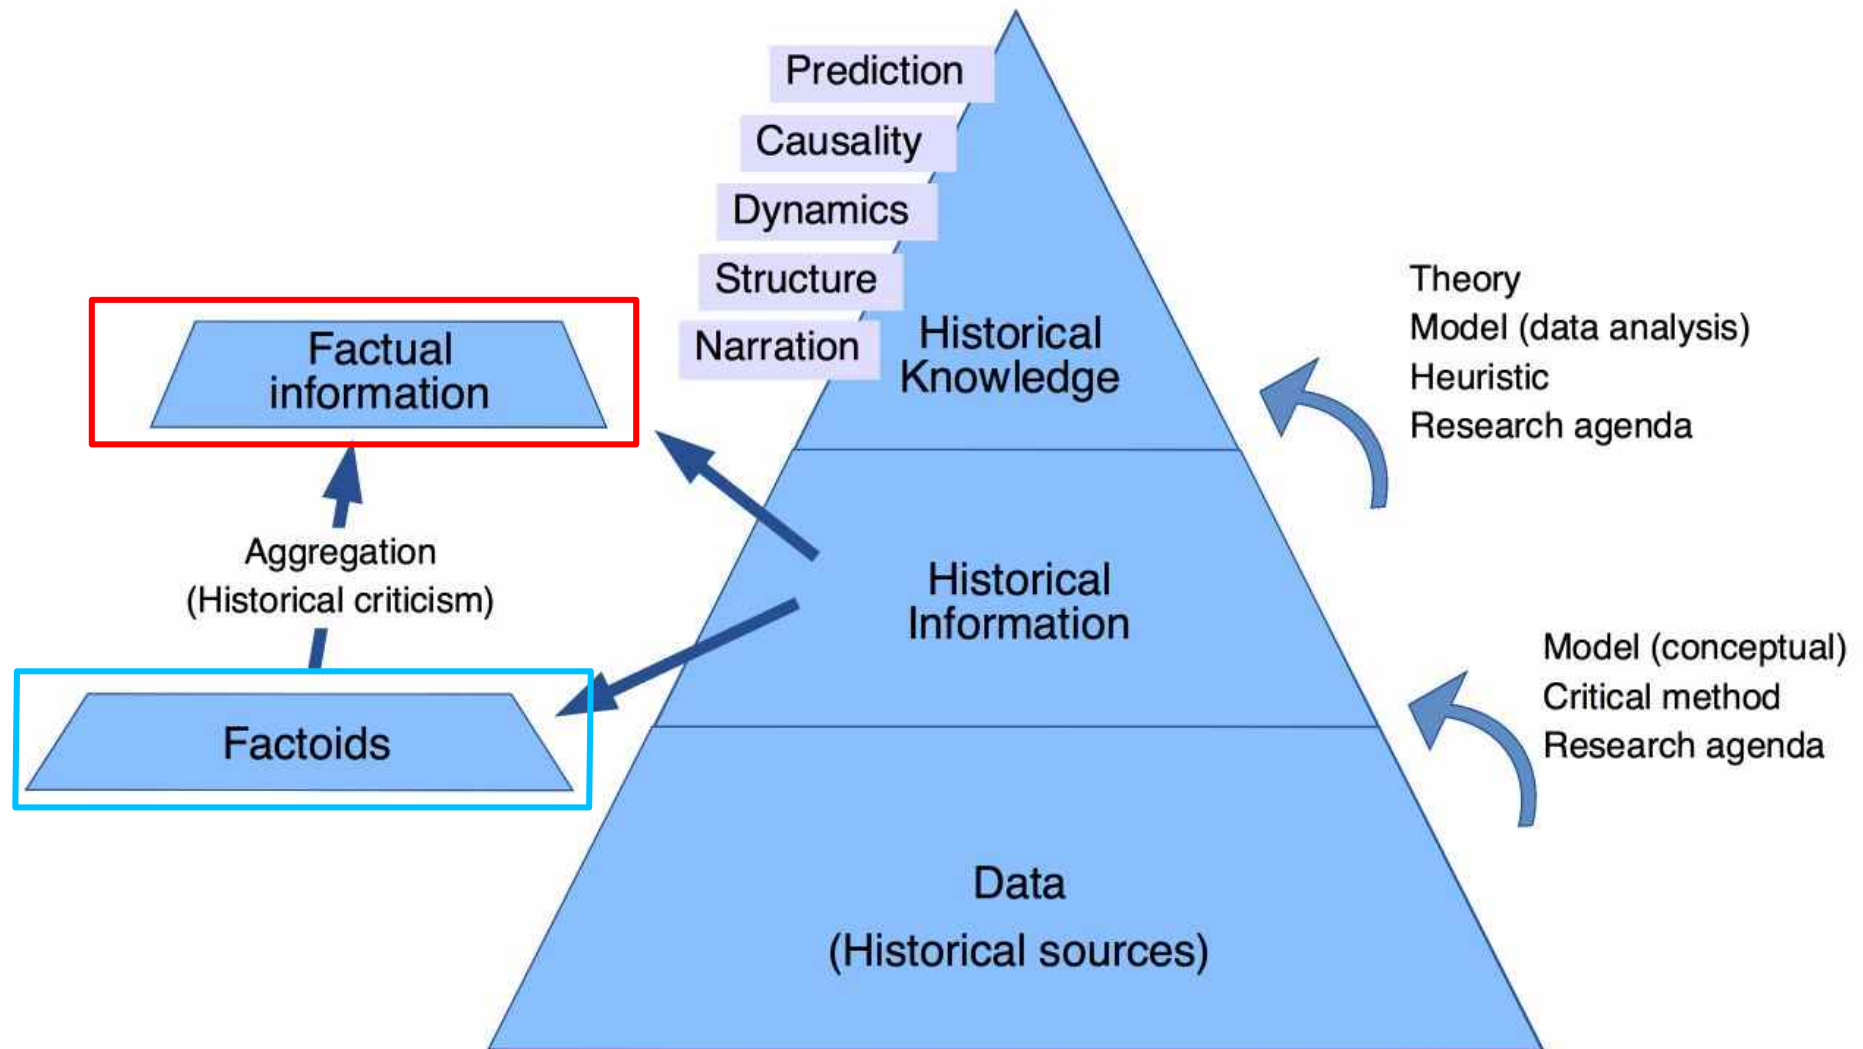 Prediction
Causality
Dynamics
Structure
Narration
Historical
Knowledge
Theory
Model (data analysis)
Heuristic
Research agenda
Factual
information
Aggregation
(Historical criticism)
Historical
Information
Factoids
Model (conceptual)
Critical method
Research agenda
Data
(Historical sources)